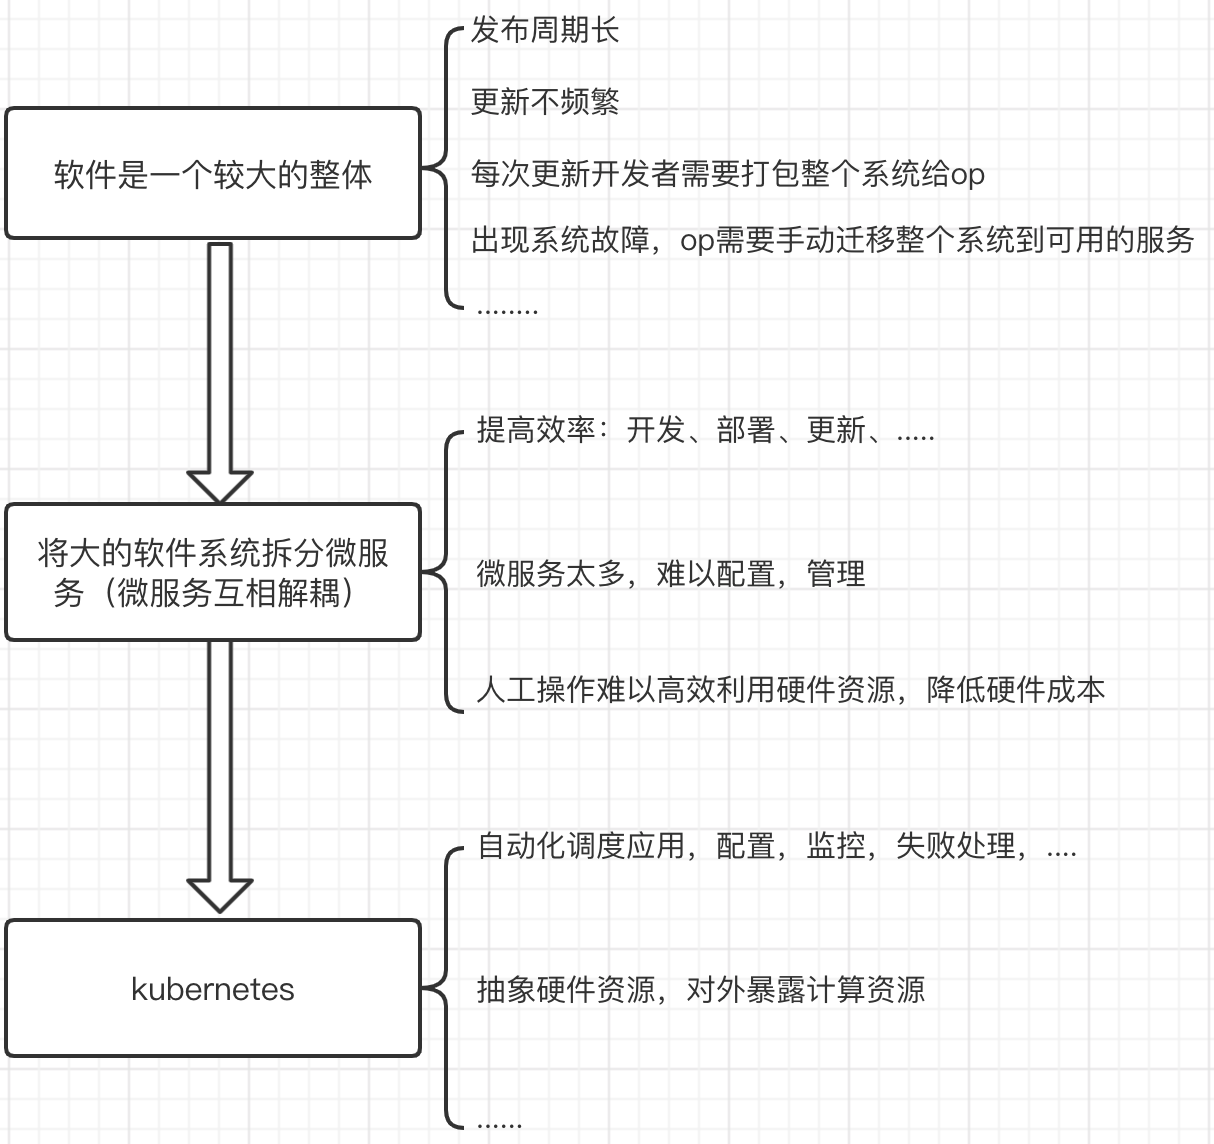 发布周期长
更新不频繁
软件是一个较大的整体
每次更新开发者需要打包整个系统给op
出现系统故障，op需要手动迁移整个系统到可用的服务
........
提高效率：开发、部署、更新、.....
将大的软件系统拆分微服
务（微服务互相解耦）
微服务太多，难以配置，管理
人工操作难以高效利用硬件资源，降低硬件成本
自动化调度应用，配置，监控，失败处理，....
kubernetes
抽象硬件资源，对外暴露计算资源
......